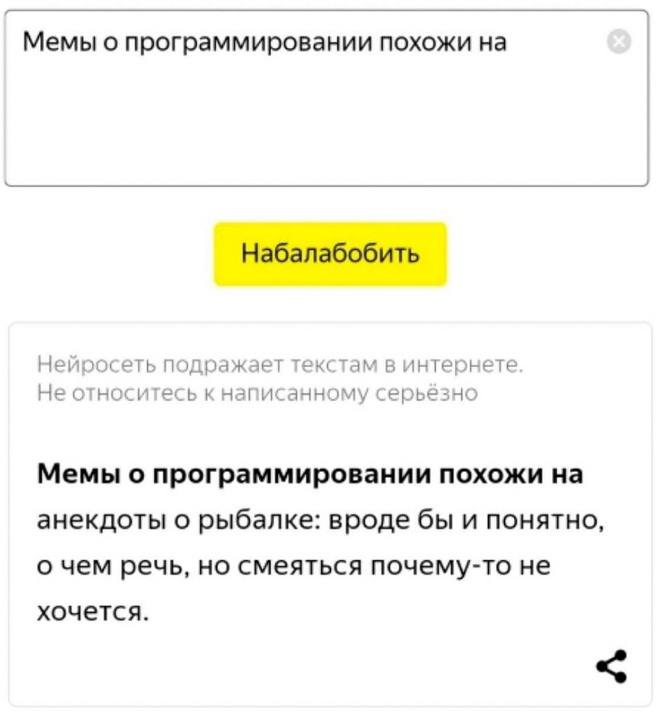 Мемы о программировании похожи на
Набалабобить
Нейросеть подражает текстам в интернете.
Не относитесь к написанному серьёзно
Мемы о программировании похожи на
анекдоты о рыбалке: вроде бы и понятно,
о чем речь, но смеяться почему-то не
хочется.